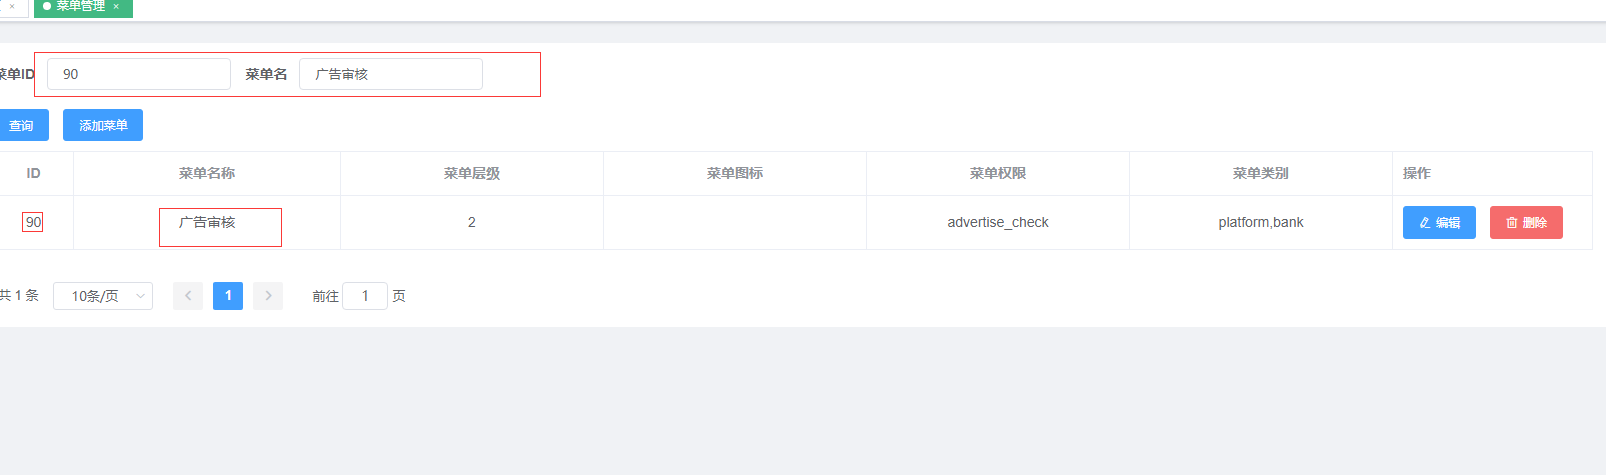 菜单管理 ×
菜单ID 90 菜单名 广告审核
查询 添加菜单
ID 菜单名称 菜单层级 菜单图标 菜单权限 菜单类别 操作
90 广告审核 2 advertise_check platform,bank 编辑 删除
共 1 条 10条/页 1 前往 1 页